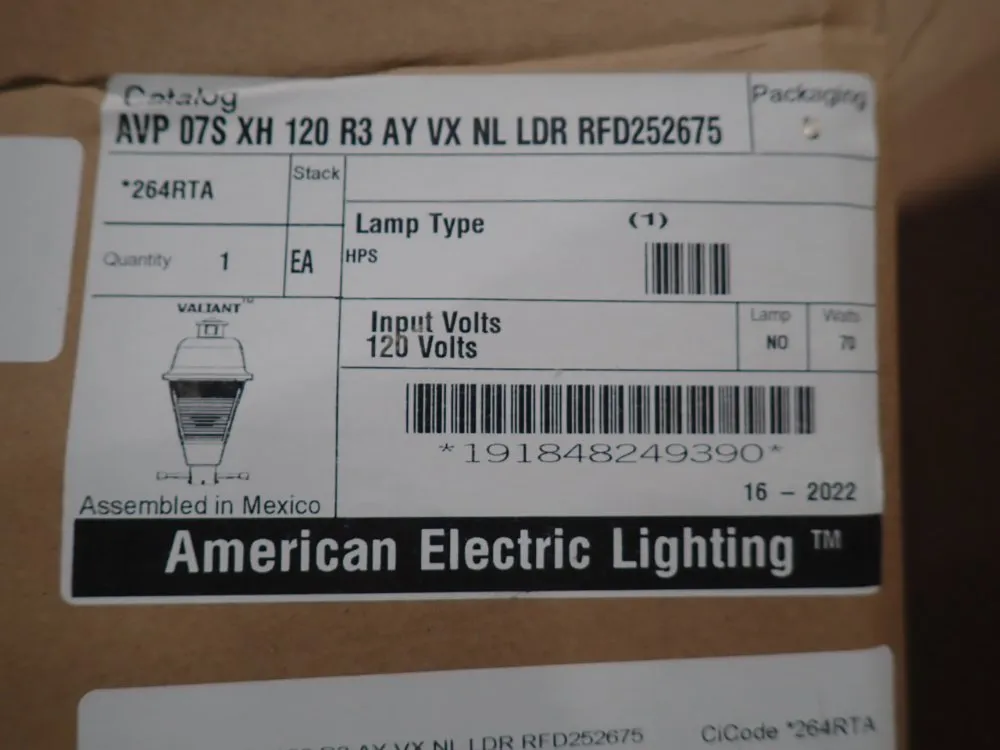 Catalog
Packaging
AVP 07S XH 120 R3 AY VX NL LDR RFD252675
*264RTA
Stack
Lamp Type
(1)
HPS
Quantity 1 EA
VALIANT™
Input Volts
120 Volts
Lamp
NO
Watts
70
*191848249390*
16 - 2022
Assembled in Mexico
American Electric Lighting ™
R3 AY VX NL LDR RFD252675
CiCode *264RTA